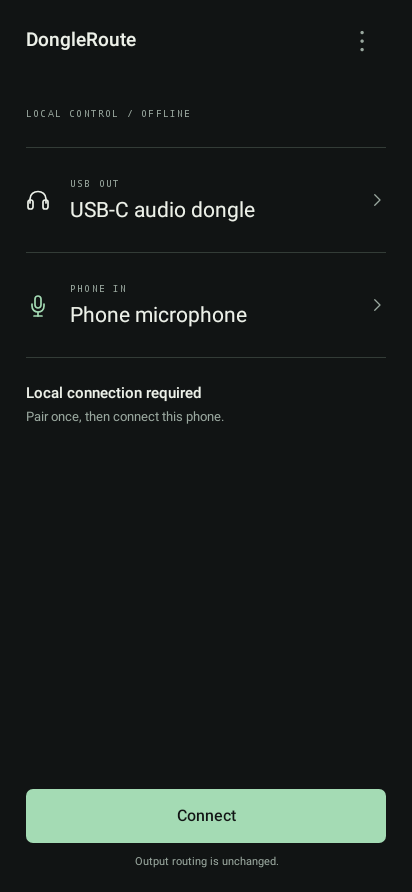 DongleRoute
LOCAL CONTROL / OFFLINE
USB OUT
USB-C audio dongle
PHONE IN
Phone microphone
Local connection required
Pair once, then connect this phone.
Connect
Output routing is unchanged.